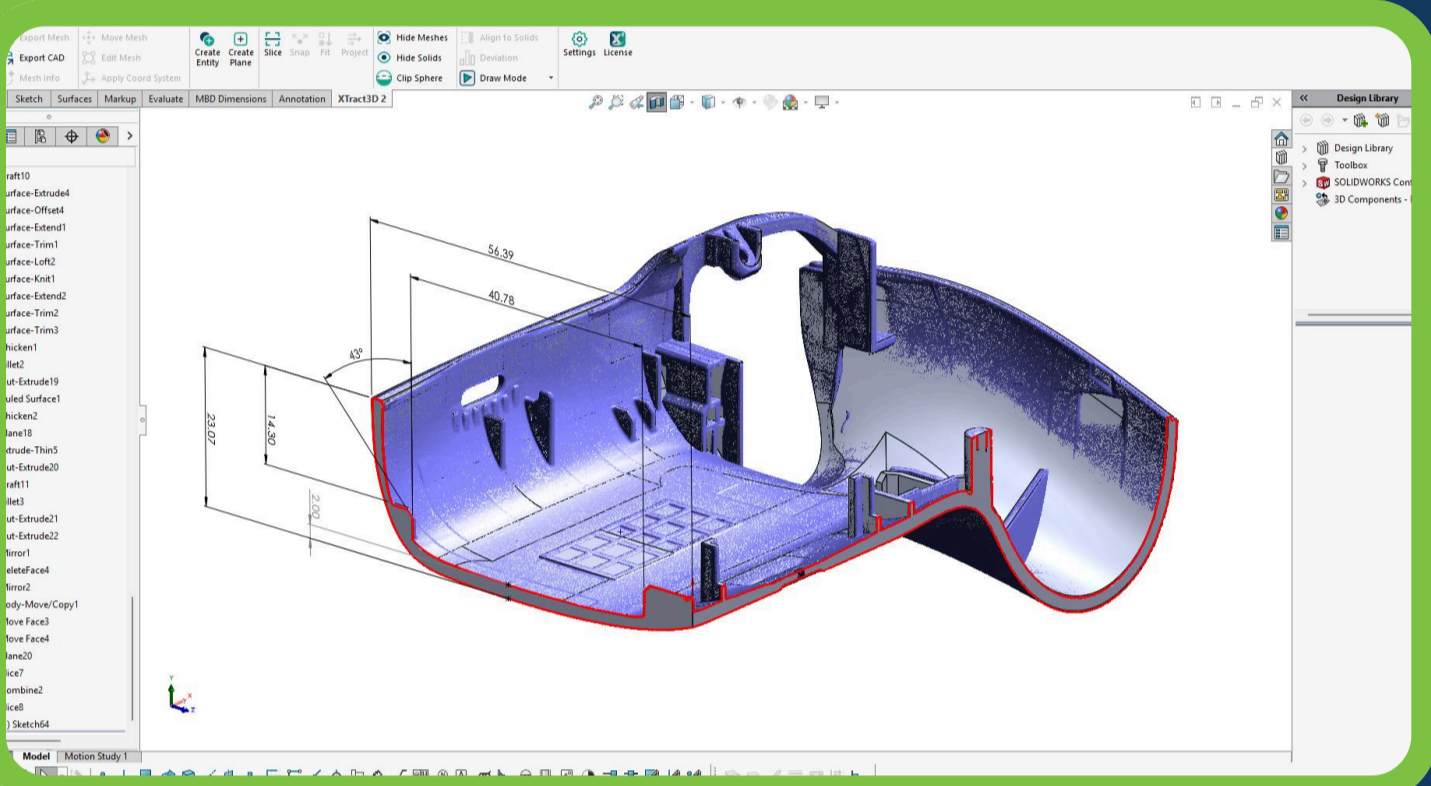 Export Mesh
Move Mesh
Export CAD
Edit Mesh
Mesh Info
Apply Coord System
Create Entity
Create Plane
Slice
Snap
Fit
Project
Hide Meshes
Hide Solids
Clip Sphere
Align to Solids
Deviation
Draw Mode
Settings
License
Sketch
Surfaces
Markup
Evaluate
MBD Dimensions
Annotation
XTract3D 2
Design Library
Design Library
Toolbox
SOLIDWORKS Con
3D Components -
raft10
urface-Extrude4
urface-Offset4
urface-Extend1
urface-Trim1
urface-Loft2
urface-Knit1
urface-Extend2
urface-Trim2
urface-Trim3
hicken1
illet2
ut-Extrude19
uled Surface1
hicken2
lane18
xtrude-Thin5
ut-Extrude20
raft11
illet3
ut-Extrude21
ut-Extrude22
irror1
eleteFace4
irror2
ody-Move/Copy1
ove Face3
ove Face4
lane20
ice7
ombine2
lice8
) Sketch64
56.39
40.78
43°
23.07
14.30
2.00
Y
X
Z
Model
Motion Study 1